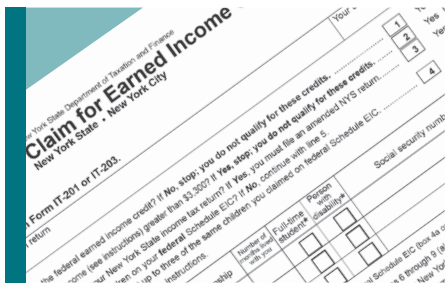 Your
York State Department of Taxation and Finance
Claim for Earned Income
New York State • New York City
Form IT-201 or IT-203.
return
the federal earned income credit? If No, stop; you do not qualify for these credits.
1
Yes
ome (see instructions) greater than $3,300? If Yes, stop; you do not qualify for these credits.
2
Yes
our New York State income tax return? If Yes, you must file an amended NYS return.
3
ren on your federal Schedule EIC? If No, continue with line 5.
up to three of the same children you claimed on federal Schedule EIC.
4
instructions.
Social security numb
Number of months lived with you
Full-time student*
Person with disability*
Schedule EIC (box 4a o
6 through 9 (a
New Yo